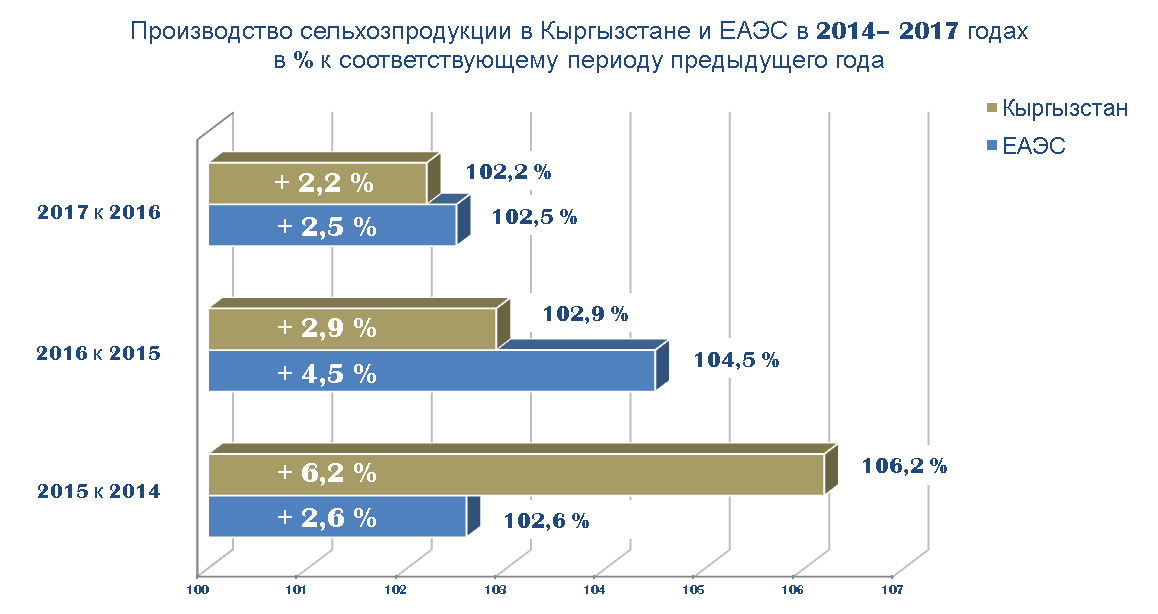 Производство сельхозпродукции в Кыргызстане и ЕАЭС в 2014– 2017 годах
в % к соответствующему периоду предыдущего года
Кыргызстан
ЕАЭС
2017 к 2016
+ 2,2 %
102,2 %
+ 2,5 %
102,5 %
2016 к 2015
+ 2,9 %
102,9 %
+ 4,5 %
104,5 %
2015 к 2014
+ 6,2 %
106,2 %
+ 2,6 %
102,6 %
100 101 102 103 104 105 106 107